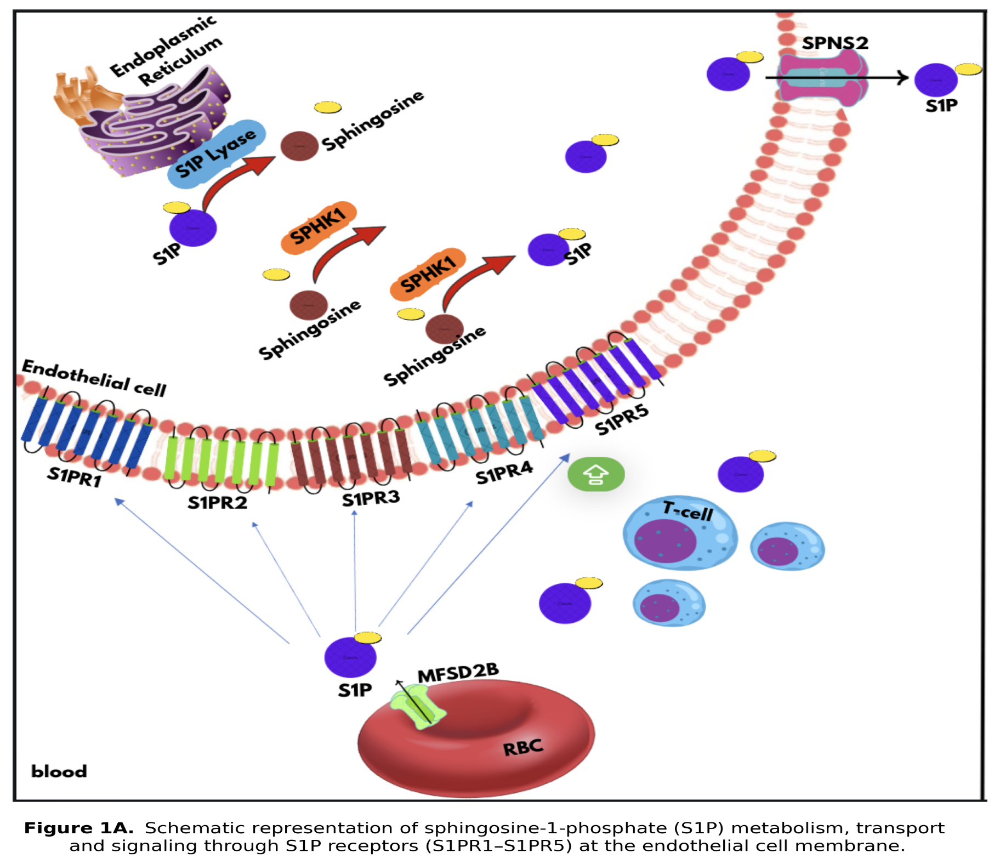 Endoplasmic
Reticulum
SPNS2
S1P
Sphingosine
S1P Lyase
S1P
SPHK1
SPHK1
S1P
Sphingosine
Sphingosine
Endothelial cell
S1PR5
S1PR4
S1PR1
S1PR2
S1PR3
T-cell
S1P
MFSD2B
RBC
blood
Figure 1A. Schematic representation of sphingosine-1-phosphate (S1P) metabolism, transport
and signaling through S1P receptors (S1PR1–S1PR5) at the endothelial cell membrane.